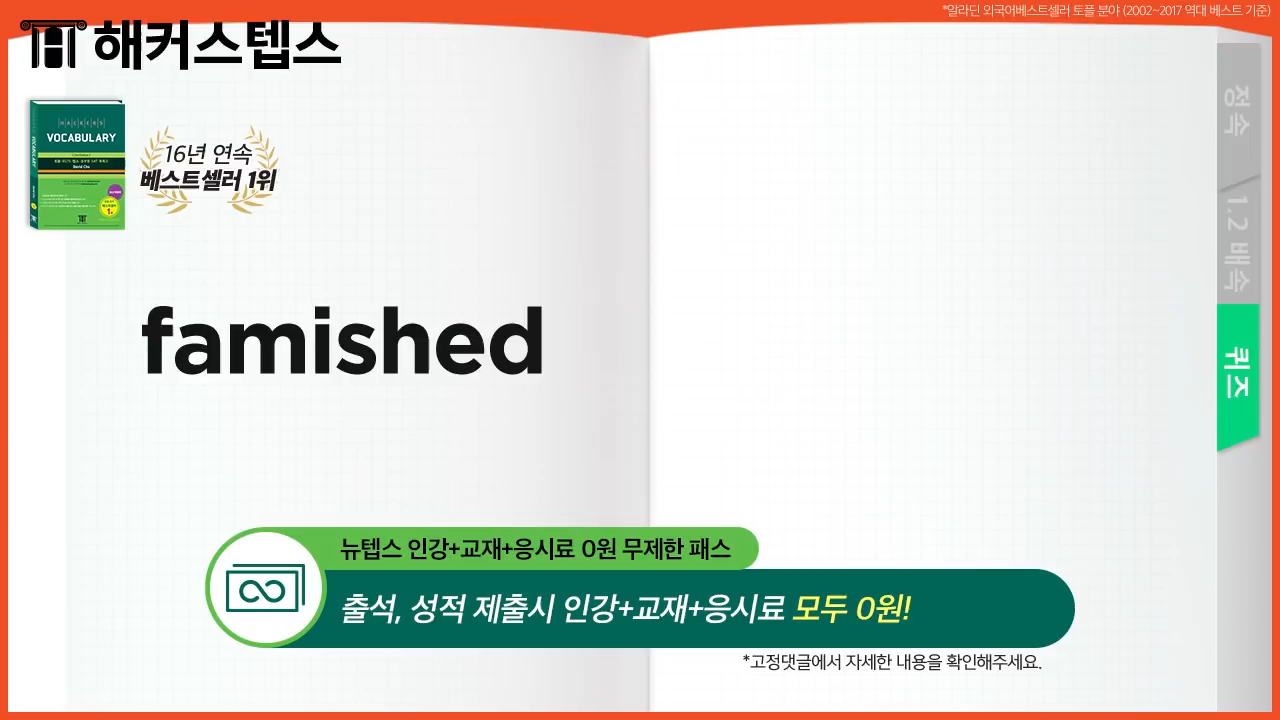 *알라딘 외국어베스트셀러 토플 분야 (2002~2017 역대 베스트 기준)
해커스텝스
HACKERS
VOCABULARY
David Cho
16년 연속
베스트셀러 1위
famished
정속
1.2 배속
퀴즈
뉴텝스 인강+교재+응시료 0원 무제한 패스
출석, 성적 제출시 인강+교재+응시료 모두 0원!
*고정댓글에서 자세한 내용을 확인해주세요.